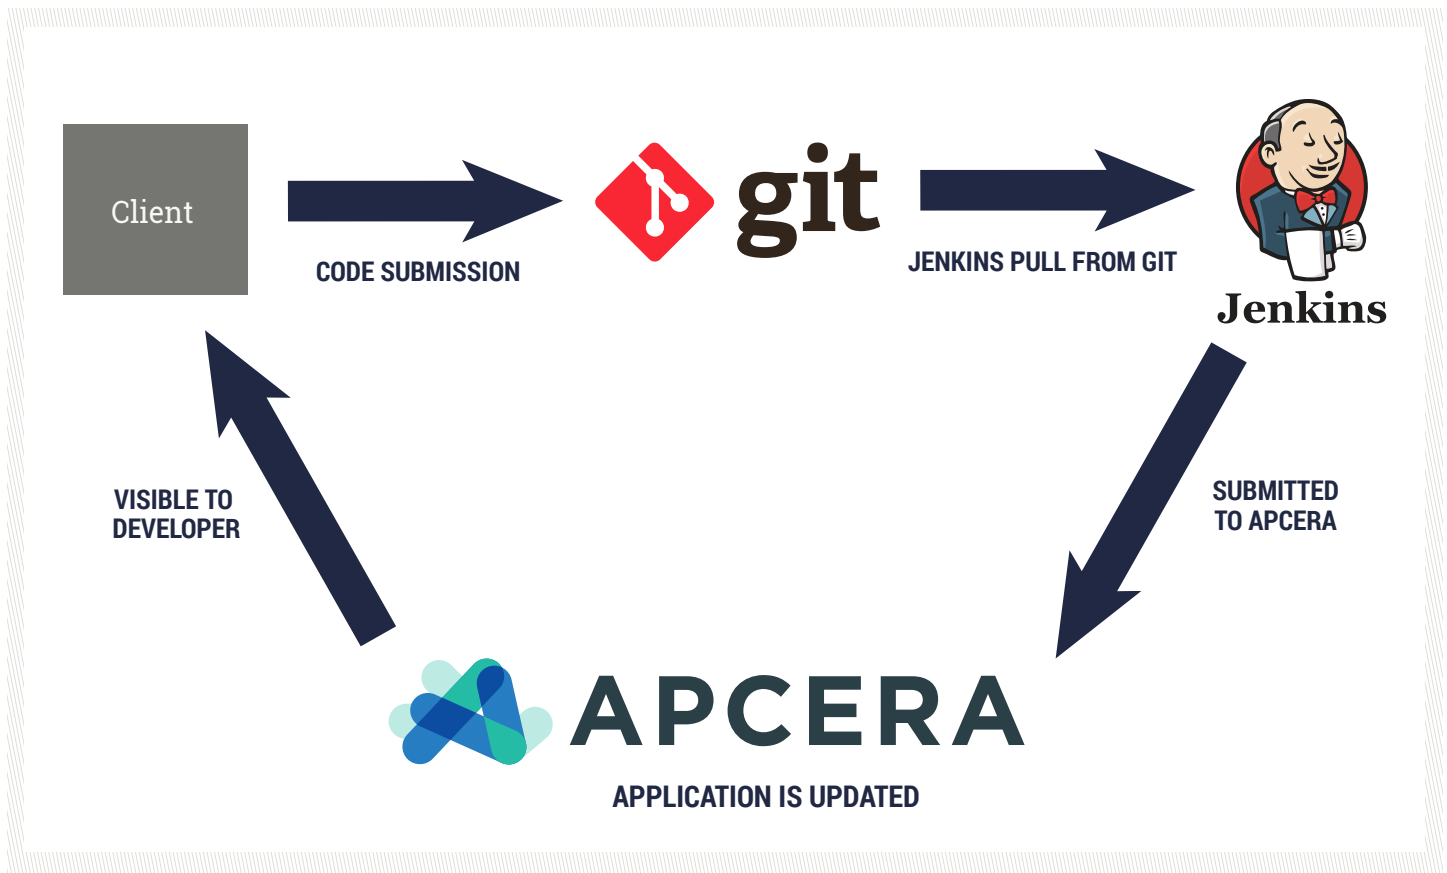 Client
CODE SUBMISSION
git
JENKINS PULL FROM GIT
Jenkins
VISIBLE TO
DEVELOPER
SUBMITTED
TO APCERA
APCERA
APPLICATION IS UPDATED